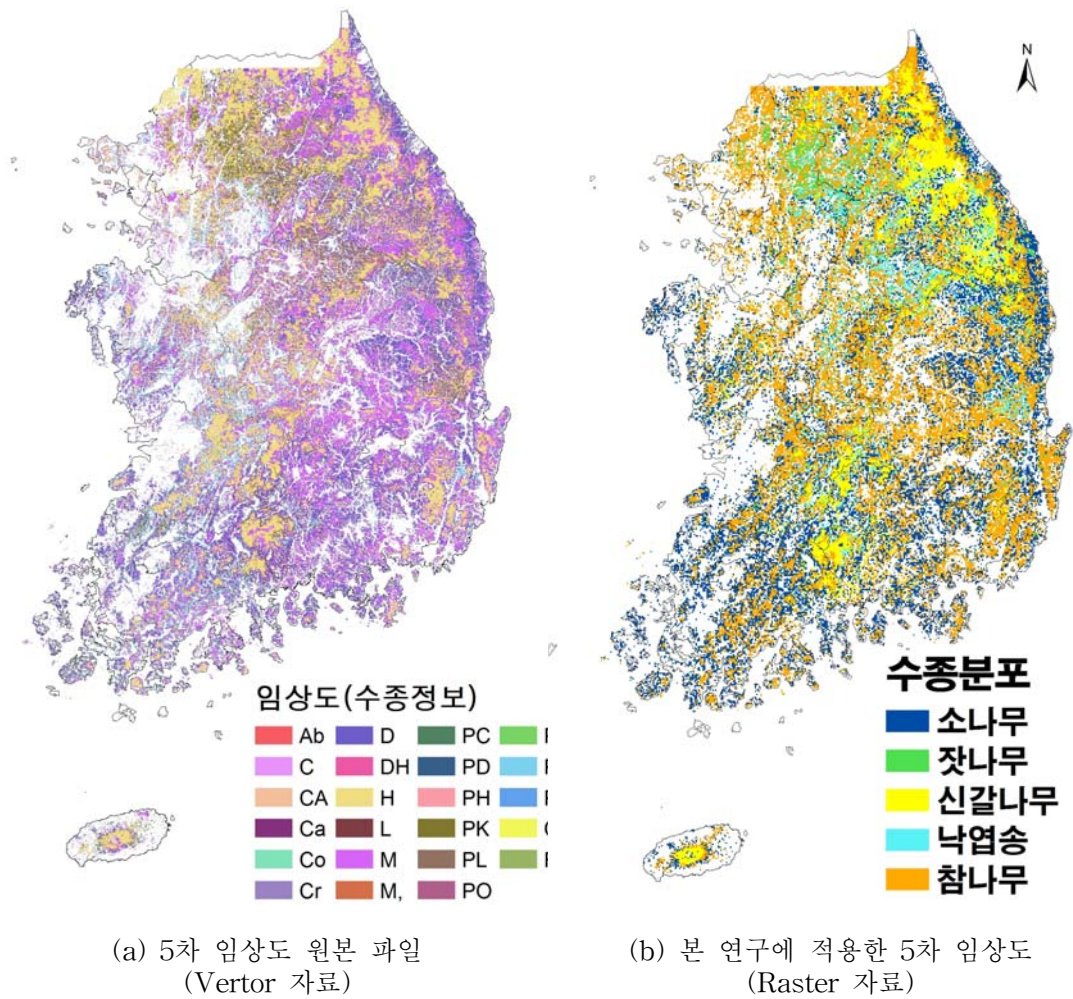 N
임상도(수종정보)
Ab D PC
C DH PD
CA H PH
Ca L PK
Co M PL
Cr M, PO
수종분포
소나무
잣나무
신갈나무
낙엽송
참나무
(a) 5차 임상도 원본 파일
(Vertor 자료)
(b) 본 연구에 적용한 5차 임상도
(Raster 자료)